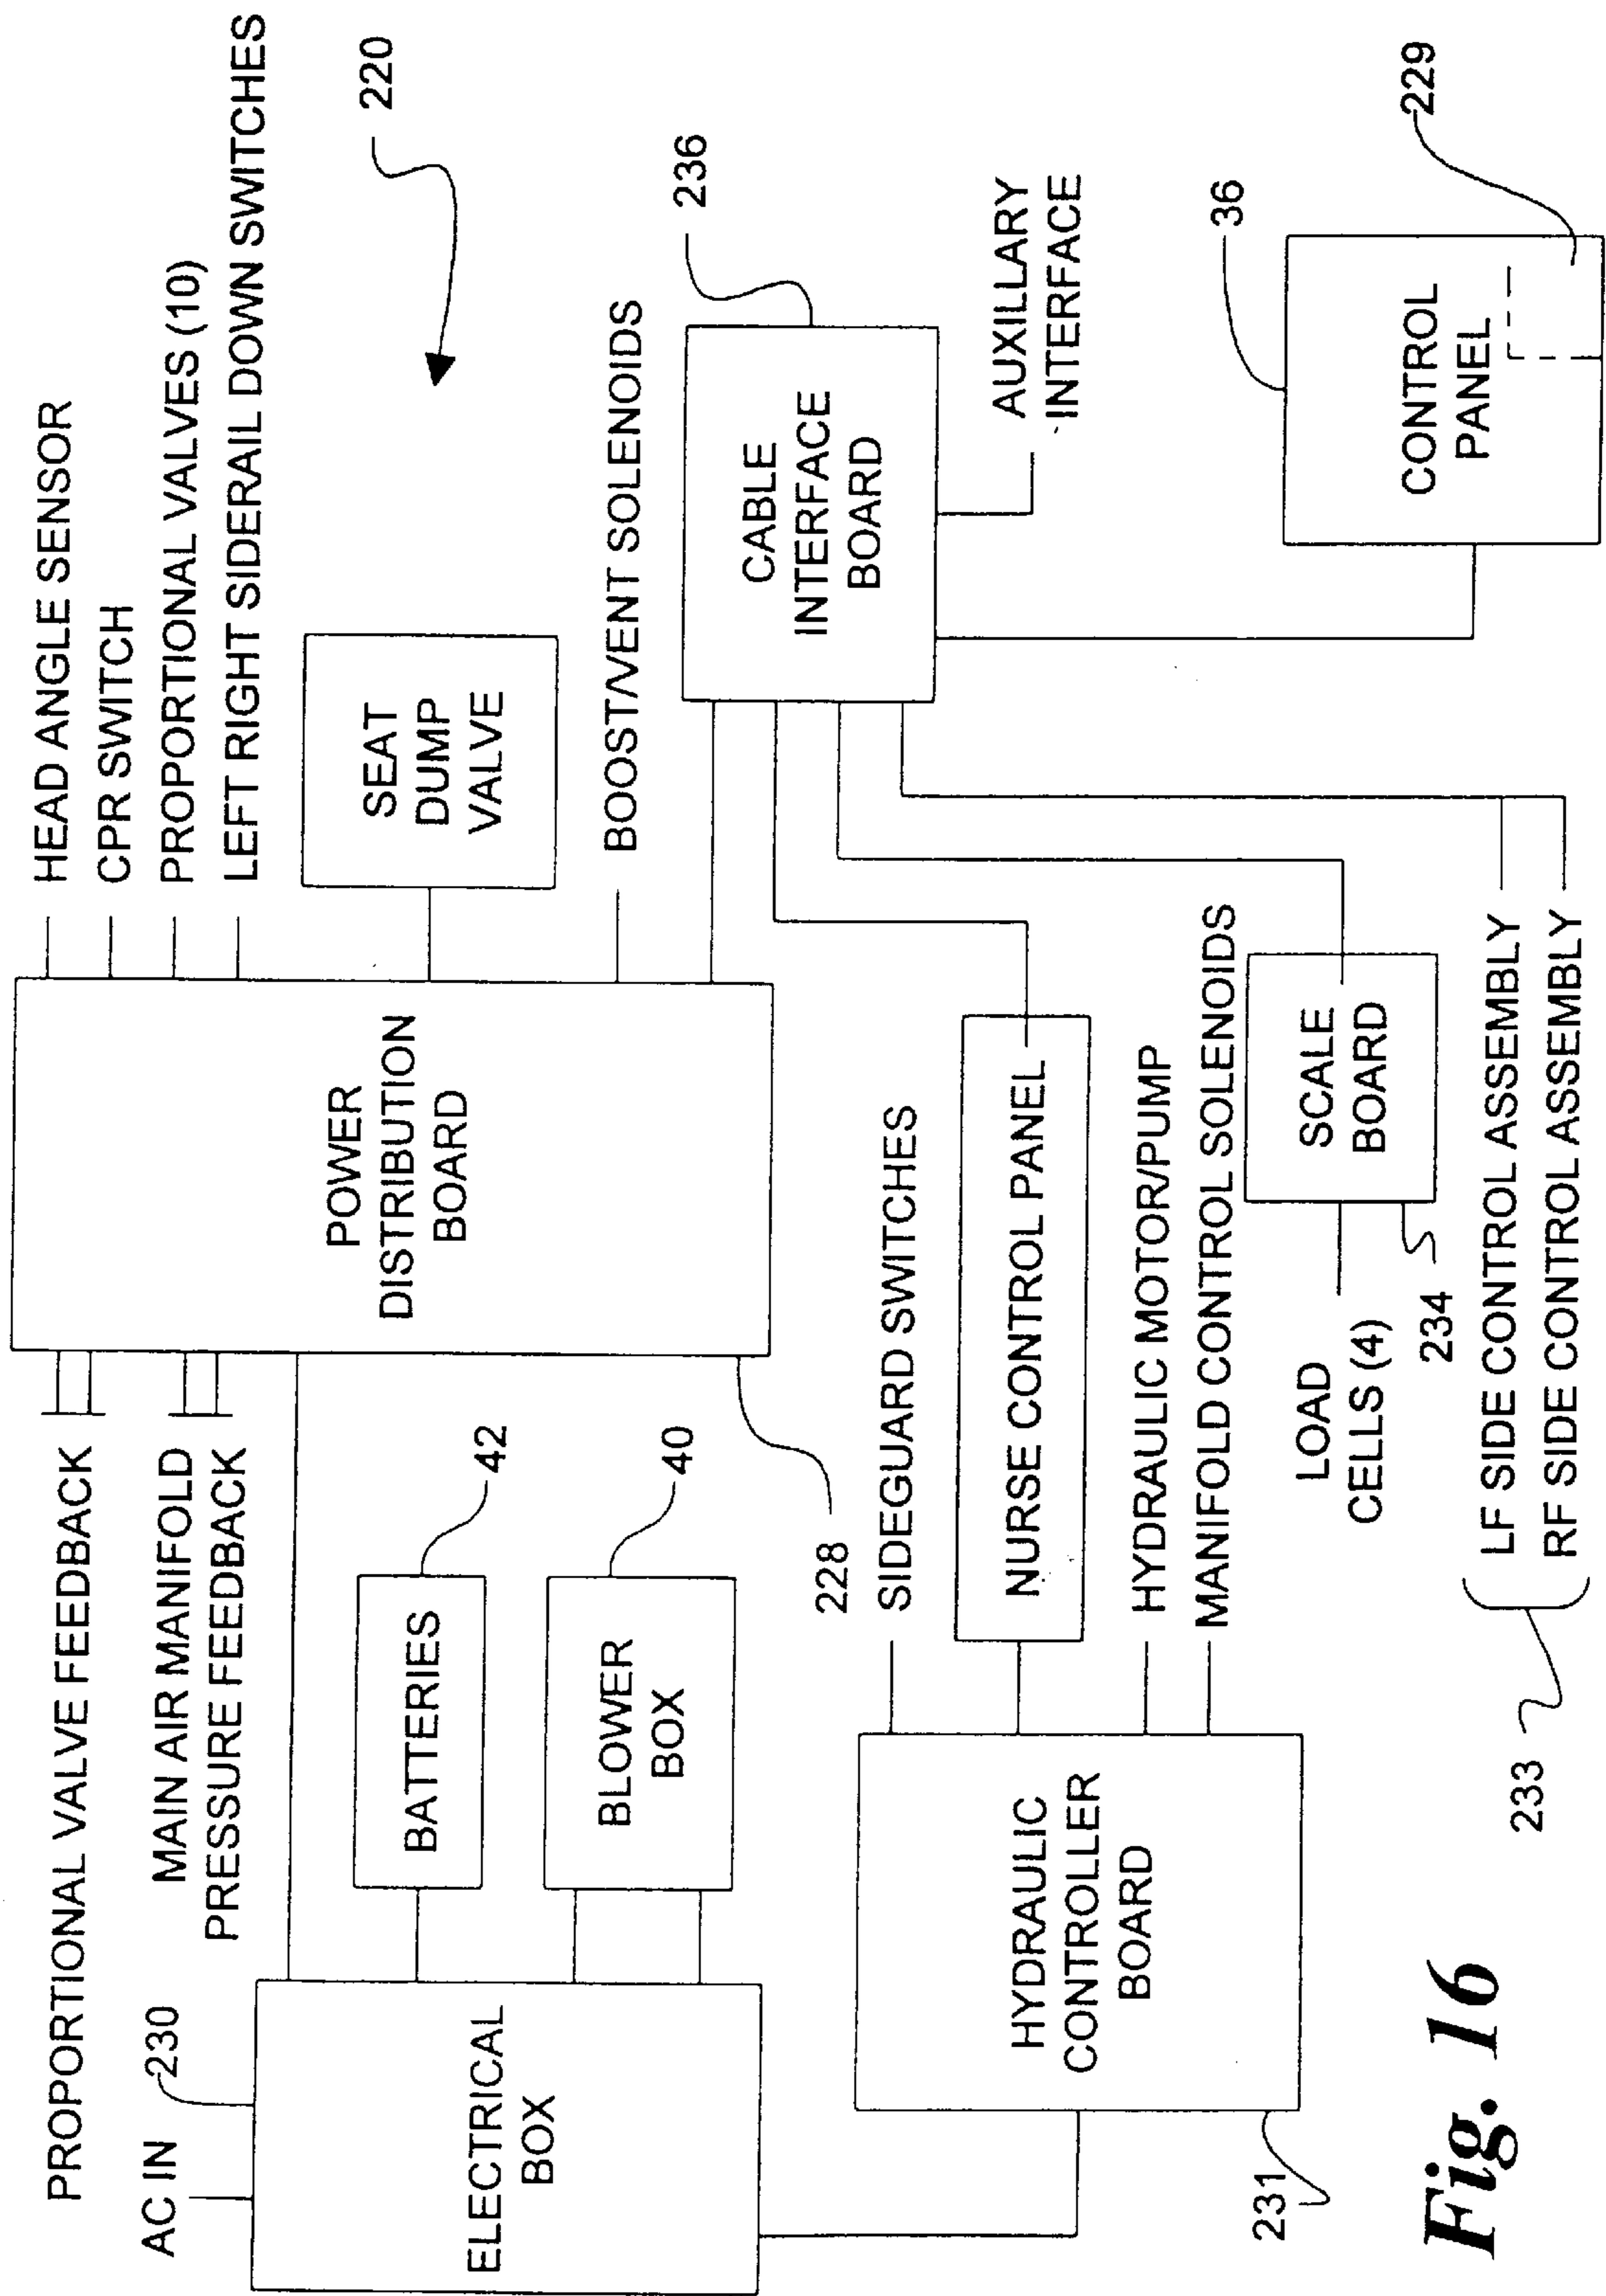 PROPORTIONAL VALVE FEEDBACK
MAIN AIR MANIFOLD
PRESSURE FEEDBACK
AC IN
230
ELECTRICAL
BOX
BATTERIES
42
BLOWER
BOX
40
POWER
DISTRIBUTION
BOARD
228
HEAD ANGLE SENSOR
CPR SWITCH
PROPORTIONAL VALVES (10)
LEFT RIGHT SIDERAIL DOWN SWITCHES
220
SEAT
DUMP
VALVE
BOOST/VENT SOLENOIDS
236
CABLE
INTERFACE
BOARD
AUXILLARY
INTERFACE
36
CONTROL
PANEL
229
HYDRAULIC
CONTROLLER
BOARD
231
SIDEGUARD SWITCHES
NURSE CONTROL PANEL
HYDRAULIC MOTOR/PUMP
MANIFOLD CONTROL SOLENOIDS
SCALE
BOARD
LOAD
CELLS (4)
234
LF SIDE CONTROL ASSEMBLY
RF SIDE CONTROL ASSEMBLY
233
Fig. 16